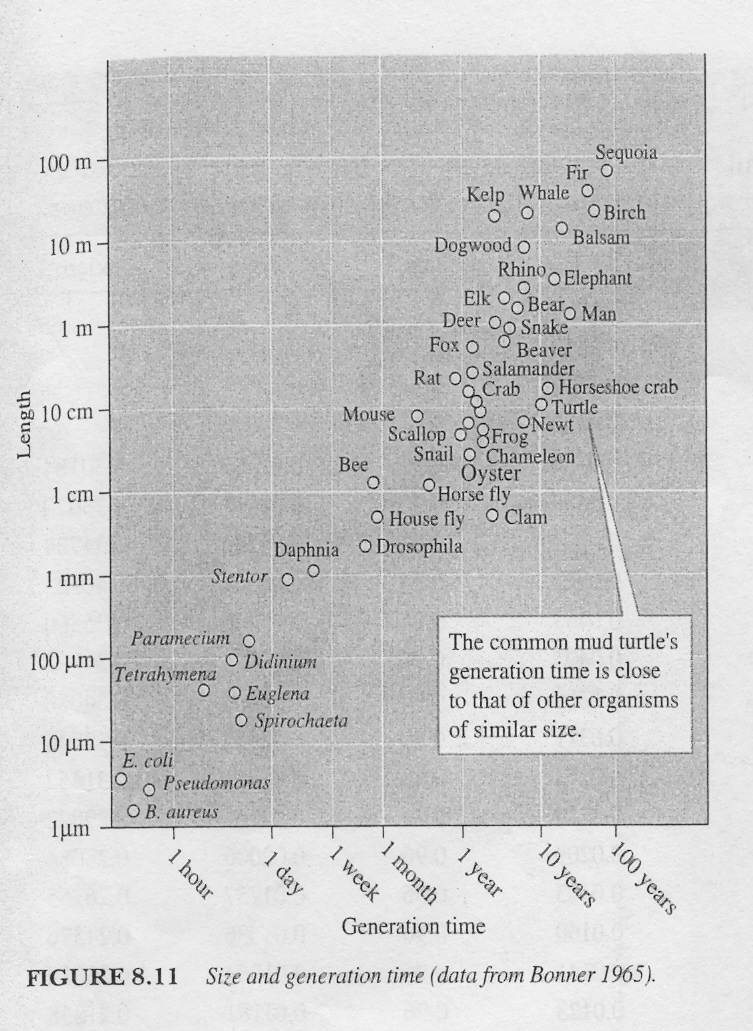 Sequoia
Fir
Kelp Whale
Birch
Balsam
Dogwood
Rhino
Elephant
Elk
Bear
Man
Deer
Snake
Fox
Beaver
Salamander
Rat
Crab
Horseshoe crab
Turtle
Mouse
Newt
Scallop
Frog
Snail
Chameleon
Bee
Oyster
Horse fly
House fly
Clam
Daphnia
Drosophila
Stentor
Paramecium
Didinium
Tetrahymena
Euglena
Spirochaeta
E. coli
Pseudomonas
B. aureus
100 m
10 m
1 m
10 cm
1 cm
1 mm
100 µm
10 µm
1µm
Length
The common mud turtle's
generation time is close
to that of other organisms
of similar size.
1 hour
1 day
1 week
1 month
1 year
10 years
100 years
Generation time
FIGURE 8.11 Size and generation time (data from Bonner 1965).